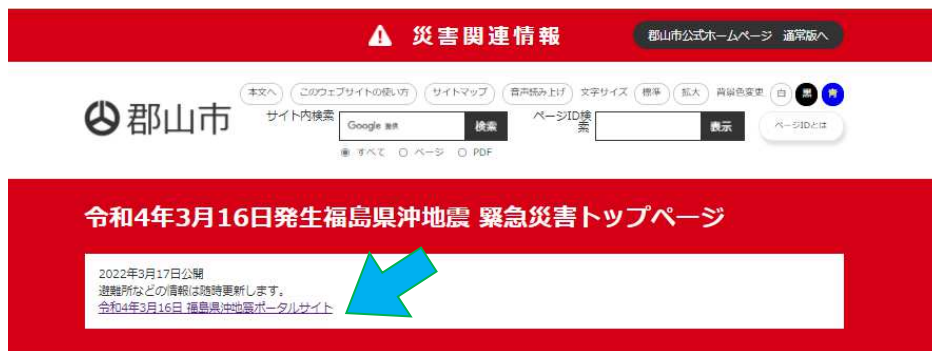 災害関連情報
郡山市公式ホームページ 通常版へ
本文へ このウェブサイトの使い方 サイトマップ 音声読み上げ 文字サイズ 標準 拡大 背景色変更 白 黒 青
郡山市
サイト内検索 Google 検索 ページID検索 表示 ページIDとは
すべて ページ PDF
令和4年3月16日発生福島県沖地震 緊急災害トップページ
2022年3月17日公開
避難所などの情報は随時更新します。
令和4年3月16日 福島県沖地震ポータルサイト